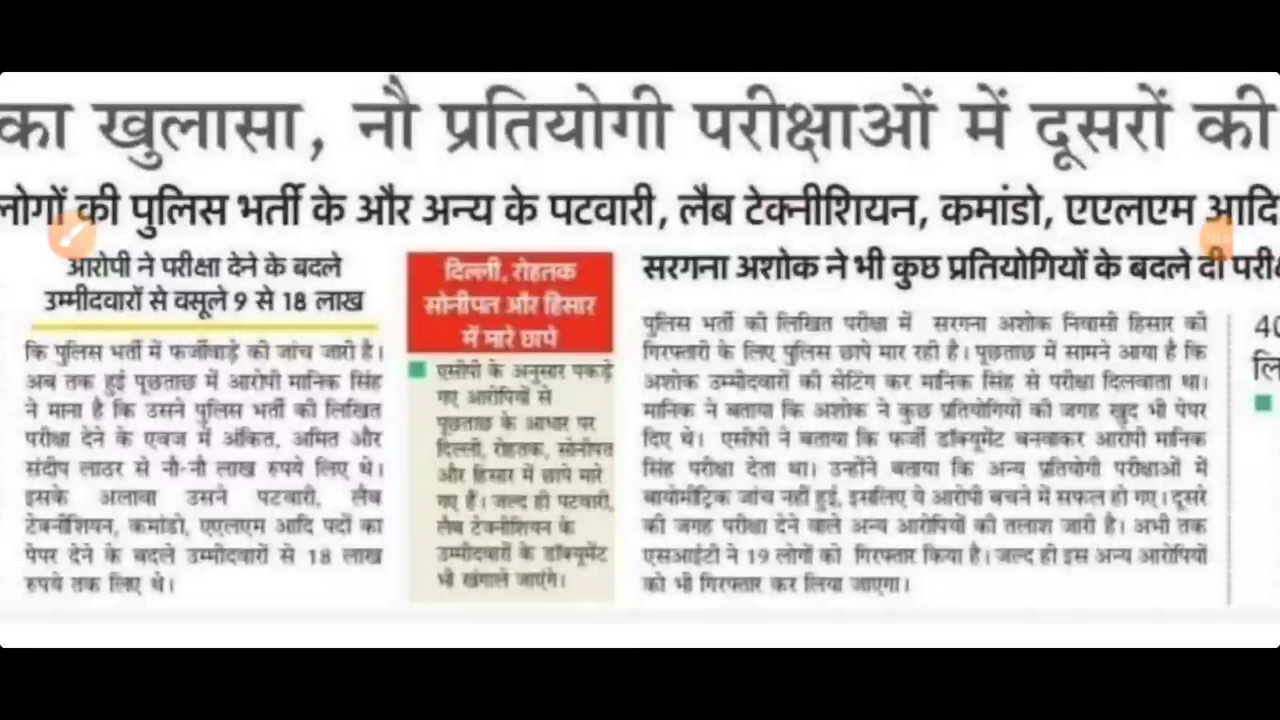 का खुलासा, नौ प्रतियोगी परीक्षाओं में दूसरों की
लोगों की पुलिस भर्ती के और अन्य के पटवारी, लैब टेक्नीशियन, कमांडो, एएलएम आदि
आरोपी ने परीक्षा देने के बदले
उम्मीदवारों से वसूले 9 से 18 लाख
कि पुलिस भर्ती में फर्जीवाड़े की जांच जारी है।
अब तक हुई पूछताछ में आरोपी मानिक सिंह
ने माना है कि उसने पुलिस भर्ती की लिखित
परीक्षा देने के एवज में अंकित, अमित और
संदीप लाठर से नौ-नौ लाख रुपये लिए थे।
इसके अलावा उसने पटवारी, लैब
टेक्नीशियन, कमांडो, एएलएम आदि पदों का
पेपर देने के बदले उम्मीदवारों से 18 लाख
रुपये तक लिए थे।
दिल्ली, रोहतक
सोनीपत और हिसार
में मारे छापे
एसीपी के अनुसार पकड़े
गए आरोपियों से
पूछताछ के आधार पर
दिल्ली, रोहतक, सोनीपत
और हिसार में छापे मारे
गए हैं। जल्द ही पटवारी,
लैब टेक्नीशियन के
उम्मीदवारों के डॉक्यूमेंट
भी खंगाले जाएंगे।
सरगना अशोक ने भी कुछ प्रतियोगियों के बदले दी परीक्ष
पुलिस भर्ती की लिखित परीक्षा में सरगना अशोक निवासी हिसार की
गिरफ्तारी के लिए पुलिस छापे मार रही है। पूछताछ में सामने आया है कि
अशोक उम्मीदवारों की सेटिंग कर मानिक सिंह से परीक्षा दिलवाता था।
मानिक ने बताया कि अशोक ने कुछ प्रतियोगियों की जगह खुद भी पेपर
दिए थे। एसीपी ने बताया कि फर्जी डॉक्यूमेंट बनवाकर आरोपी मानिक
सिंह परीक्षा देता था। उन्होंने बताया कि अन्य प्रतियोगी परीक्षाओं में
बायोमीट्रिक जांच नहीं हुई, इसलिए ये आरोपी बचने में सफल हो गए। दूसरे
की जगह परीक्षा देने वाले अन्य आरोपियों की तलाश जारी है। अभी तक
एसआईटी ने 19 लोगों को गिरफ्तार किया है। जल्द ही इस अन्य आरोपियों
को भी गिरफ्तार कर लिया जाएगा।
लि